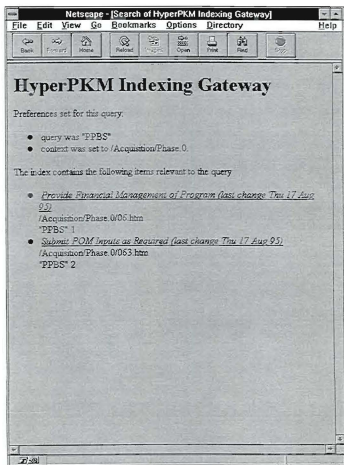 Netscape - [Search of HyperPKM Indexing Gateway]
File Edit View Go Bookmarks Options Directory Help
Back Forward Home Reload Images Open Print Find Stop
HyperPKM Indexing Gateway
Preferences set for this query:
query was "PPBS"
context was set to /Acquisition/Phase.0.
The index contains the following items relevant to the query
Provide Financial Management of Program (last change Thu 17 Aug
95)
/Acquisition/Phase.0/06.htm
"PPBS" 1
Submit POM Inputs as Required (last change Thu 17 Aug 95)
/Acquisition/Phase.0/063.htm
"PPBS" 2